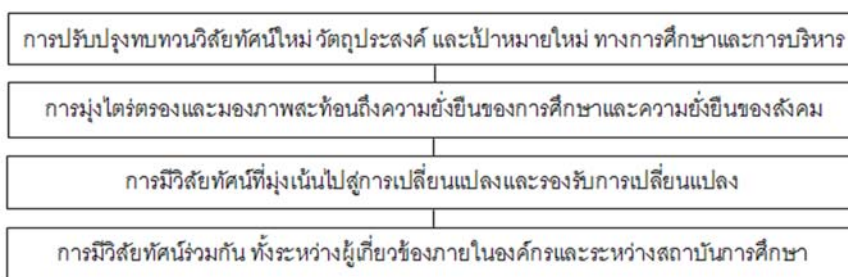 การปรับปรุงทบทวนวิสัยทัศน์ใหม่ วัตถุประสงค์ และเป้าหมายใหม่ ทางการศึกษาและการบริหาร
การมุ่งไตร่ตรองและมองภาพสะท้อนถึงความยั่งยืนของการศึกษาและความยั่งยืนของสังคม
การมีวิสัยทัศน์ที่มุ่งเน้นไปสู่การเปลี่ยนแปลงและรองรับการเปลี่ยนแปลง
การมีวิสัยทัศน์ร่วมกัน ทั้งระหว่างผู้เกี่ยวข้องภายในองค์กรและระหว่างสถาบันการศึกษา